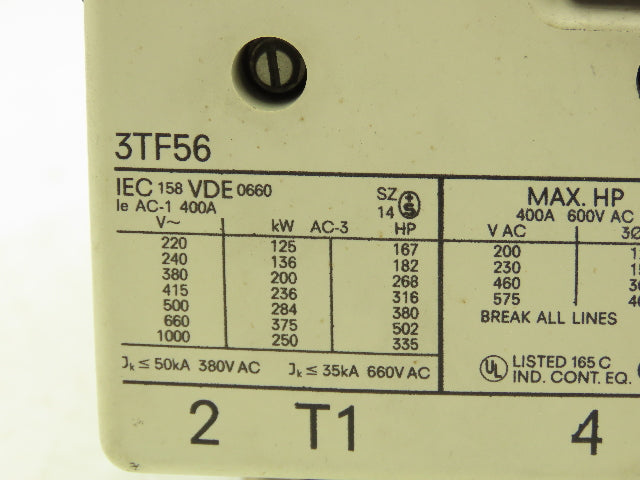 3TF56
IEC 158 VDE 0660
Ie AC-1 400A
SZ
14
V~ kW AC-3 HP
220 125 167
240 136 182
380 200 268
415 236 316
500 284 380
660 375 502
1000 250 335
Jk ≤ 50kA 380V AC Jk ≤ 35kA 660V AC
MAX. HP
400A 600V AC
V AC 3Ø
200
230
460
575
BREAK ALL LINES
UL LISTED 165 C
IND. CONT. EQ.
2 T1 4